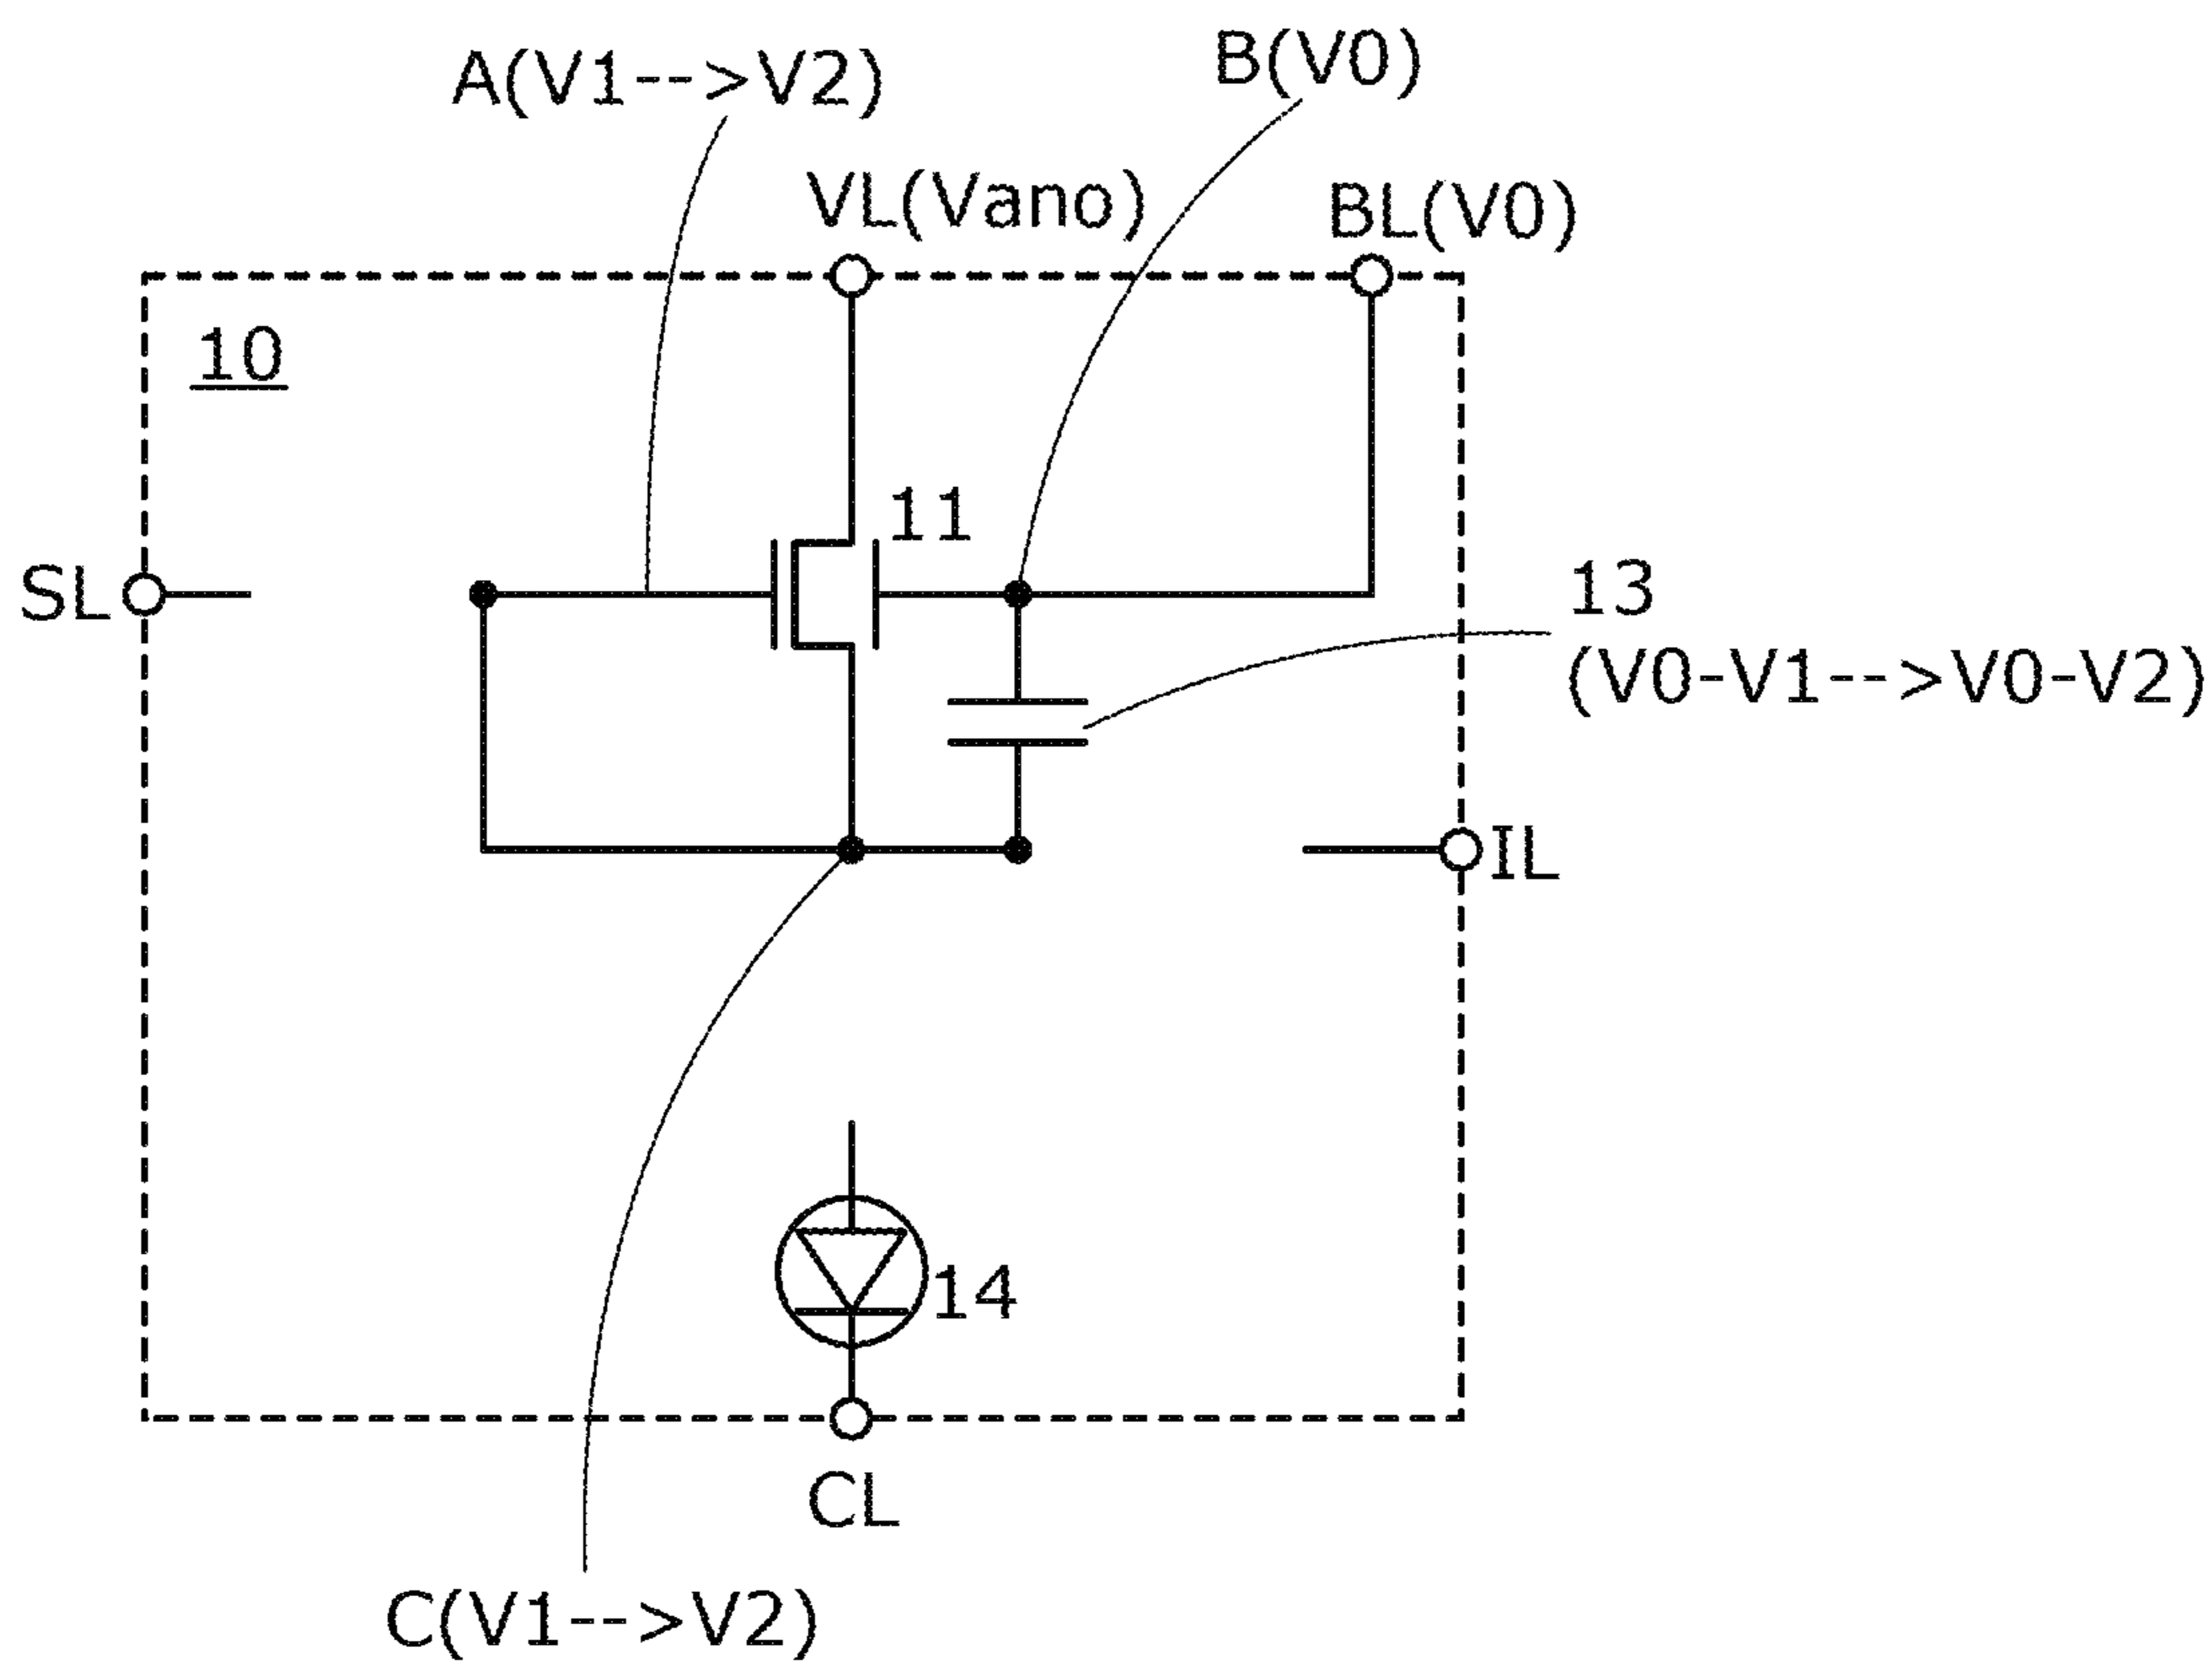 A(V1-->V2)
B(V0)
VL(Vano)
BL(V0)
10
11
SL
13
(V0-V1-->V0-V2)
IL
14
CL
C(V1-->V2)